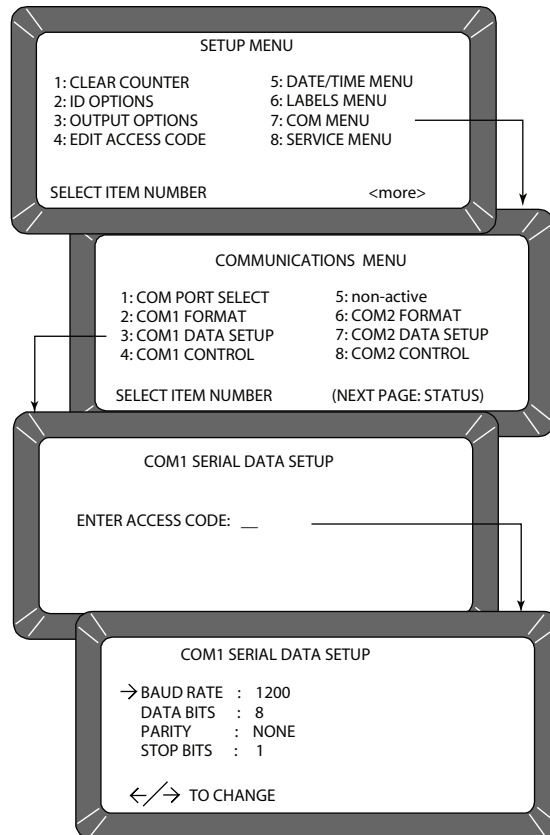 SETUP MENU
1: CLEAR COUNTER 5: DATE/TIME MENU
2: ID OPTIONS 6: LABELS MENU
3: OUTPUT OPTIONS 7: COM MENU
4: EDIT ACCESS CODE 8: SERVICE MENU
SELECT ITEM NUMBER <more>
COMMUNICATIONS MENU
1: COM PORT SELECT 5: non-active
2: COM1 FORMAT 6: COM2 FORMAT
3: COM1 DATA SETUP 7: COM2 DATA SETUP
4: COM1 CONTROL 8: COM2 CONTROL
SELECT ITEM NUMBER (NEXT PAGE: STATUS)
COM1 SERIAL DATA SETUP
ENTER ACCESS CODE: __
COM1 SERIAL DATA SETUP
→ BAUD RATE : 1200
DATA BITS : 8
PARITY : NONE
STOP BITS : 1
←/→ TO CHANGE